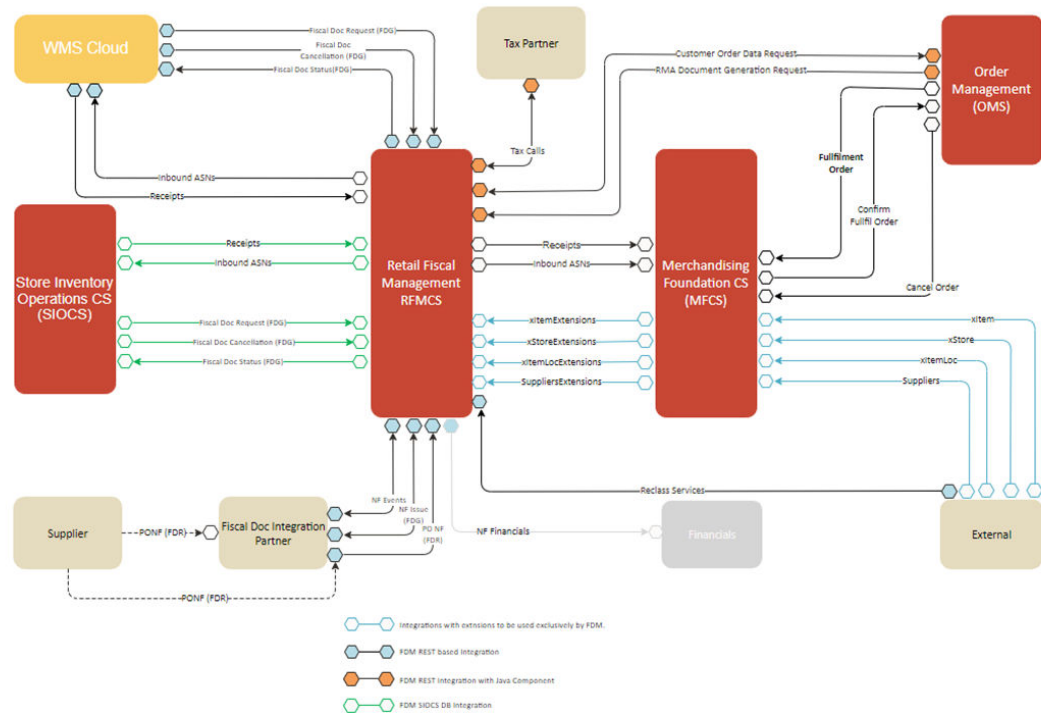 WMS Cloud
Fiscal Doc Request (FDG)
Fiscal Doc
Cancellation (FDG)
Fiscal Doc Status(FDG)
Tax Partner
Customer Order Data Request
RMA Document Generation Request
Order
Management
(OMS)
Tax Calls
Inbound ASNs
Receipts
Fullfilment
Order
Confirm
Fullfil Order
Cancel Order
Store Inventory
Operations CS
(SIOCS)
Receipts
Inbound ASNs
Fiscal Doc Request (FDG)
Fiscal Doc Cancellation (FDG)
Fiscal Doc Status (FDG)
Retail Fiscal
Management
RFMCS
Receipts
Inbound ASNs
Merchandising
Foundation CS
(MFCS)
xItemExtensions
xStoreExtensions
xItemLocExtensions
SuppliersExtensions
xItem
xStore
xItemLoc
Suppliers
Reclass Services
NF Events
NF Issue
(FDG)
PO NF
(FDR)
Supplier
PONF (FDR)
Fiscal Doc Integration
Partner
NF Financials
Financials
External
PONF (FDR)
Integrations with extnsions to be used exclusively by FDM.
FDM REST based Integration
FDM REST Integration with Java Component
FDM SIOCS DB Integration